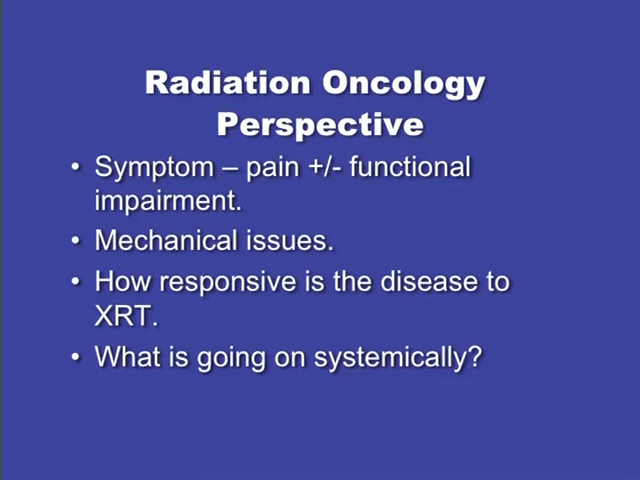 Radiation Oncology
Perspective
• Symptom – pain +/- functional
impairment.
• Mechanical issues.
• How responsive is the disease to
XRT.
• What is going on systemically?